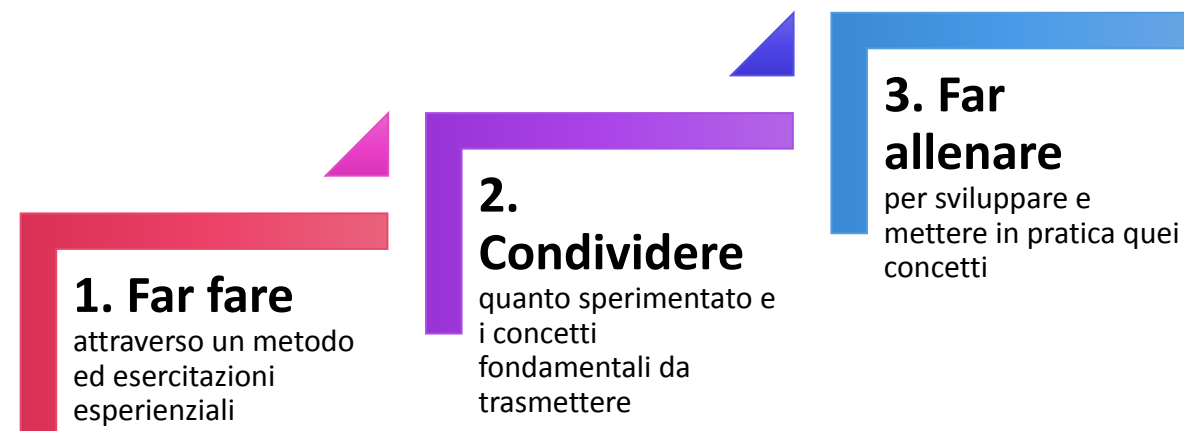 1. Far fare
attraverso un metodo
ed esercitazioni
esperienziali
2.
Condividere
quanto sperimentato e
i concetti
fondamentali da
trasmettere
3. Far
allenare
per sviluppare e
mettere in pratica quei
concetti